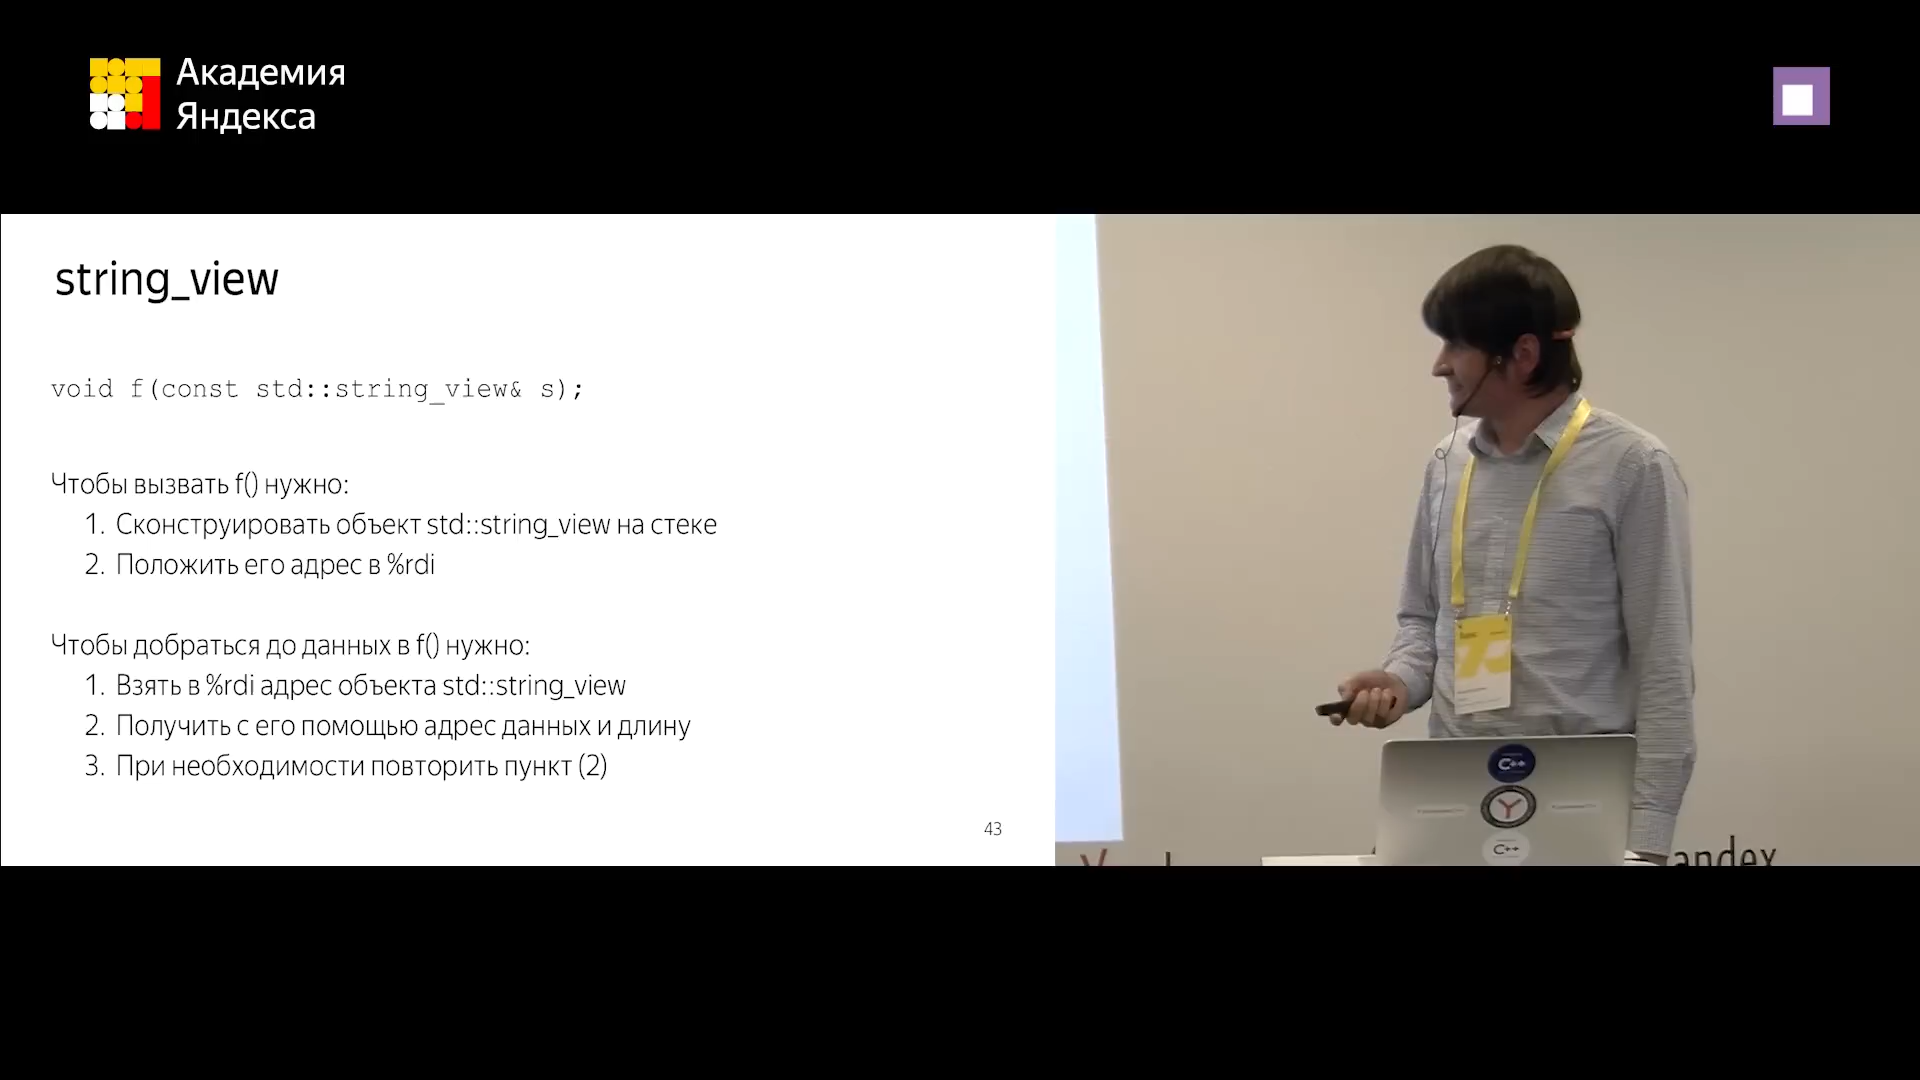 Академия
Яндекса
string_view
void f(const std::string_view& s);
Чтобы вызвать f() нужно:
1. Сконструировать объект std::string_view на стеке
2. Положить его адрес в %rdi
Чтобы добраться до данных в f() нужно:
1. Взять в %rdi адрес объекта std::string_view
2. Получить с его помощью адрес данных и длину
3. При необходимости повторить пункт (2)
43
C++
Y
C++
andex